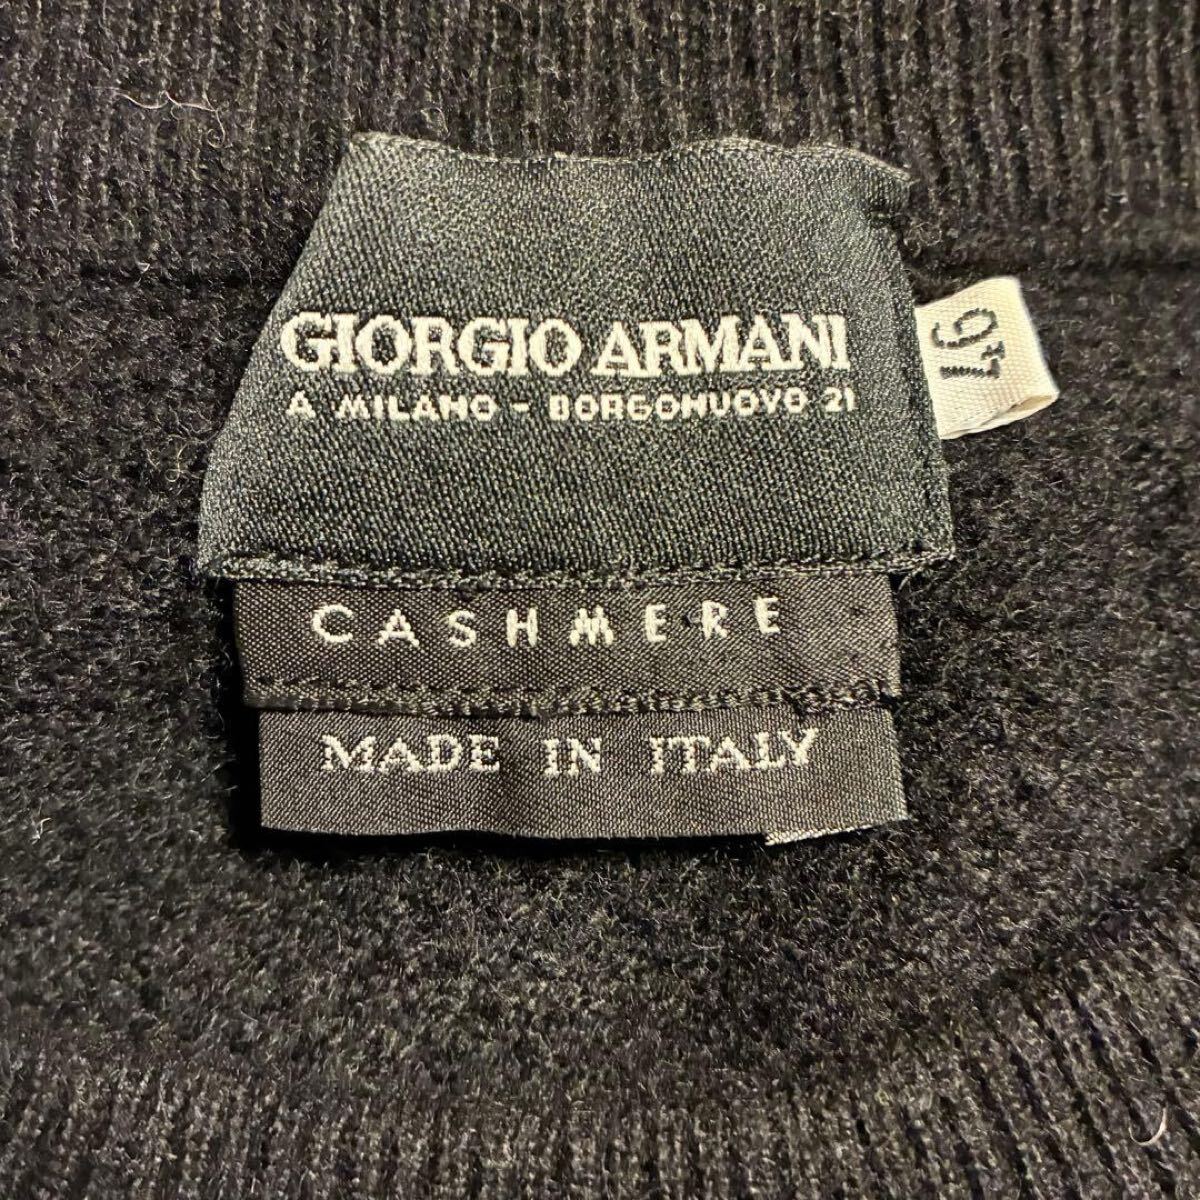 GIORGIO ARMANI
A MILANO - BORGONUOVO 21
46
CASHMERE
MADE IN ITALY